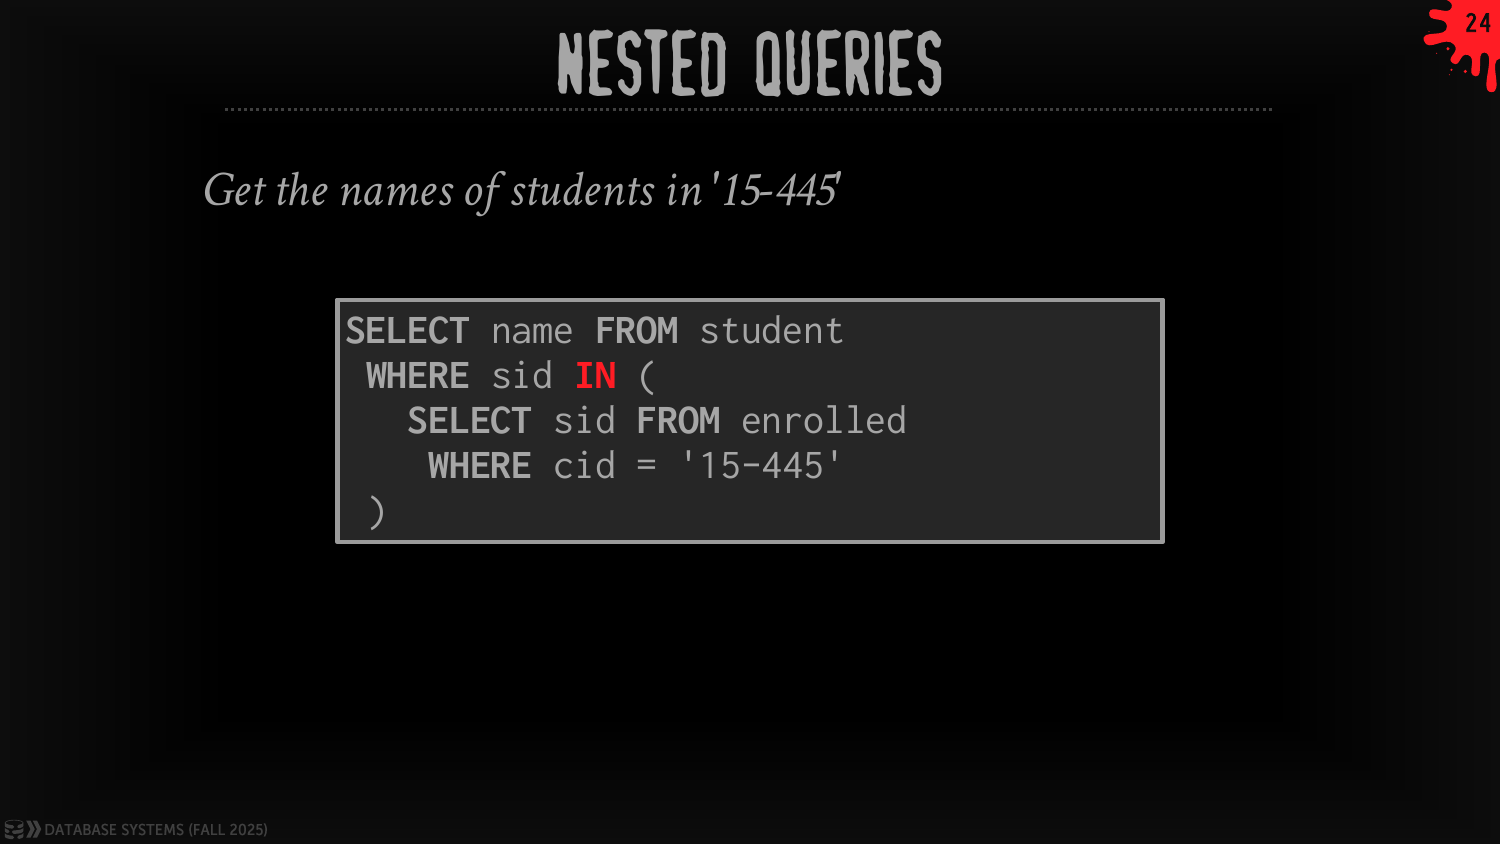 NESTED QUERIES
24
Get the names of students in '15-445'
SELECT name FROM student
WHERE sid IN (
SELECT sid FROM enrolled
WHERE cid = '15-445'
)
DATABASE SYSTEMS (FALL 2025)